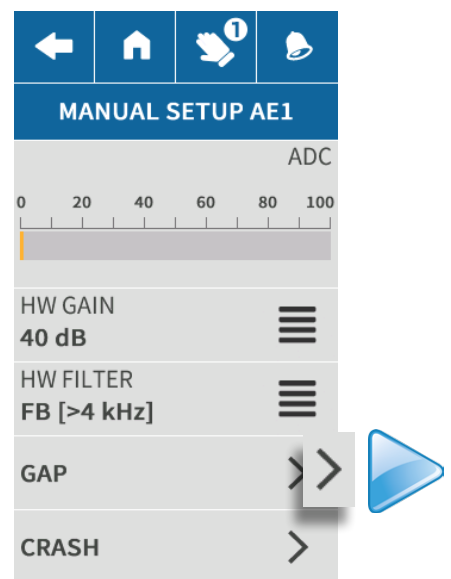 1
MANUAL SETUP AE1
ADC
0 20 40 60 80 100
HW GAIN
40 dB
HW FILTER
FB [>4 kHz]
GAP
CRASH